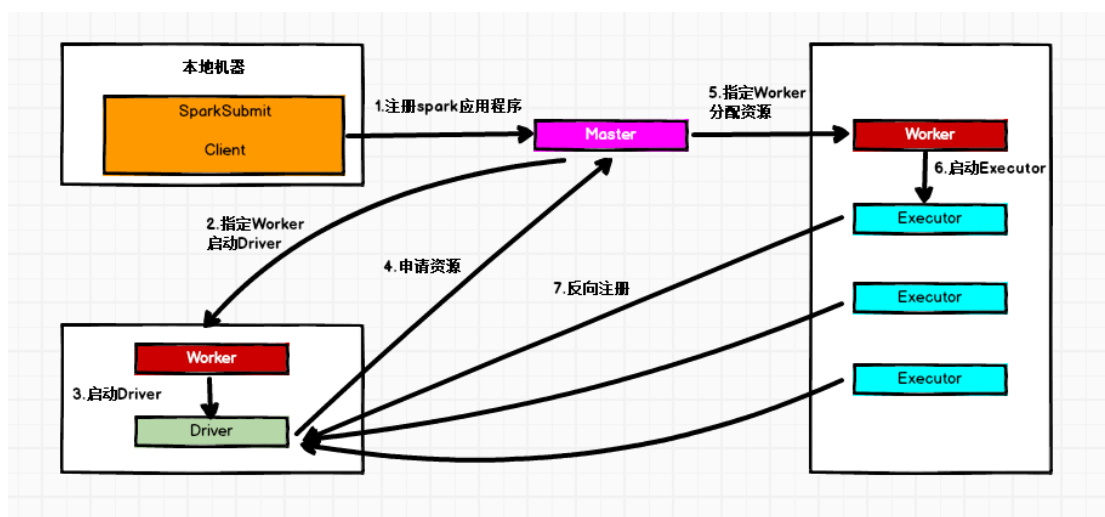 本地机器
SparkSubmit
Client
1.注册spark应用程序
Master
5.指定Worker
分配资源
Worker
6.启动Executor
Executor
2.指定Worker
启动Driver
4.申请资源
7.反向注册
Executor
Worker
3.启动Driver
Driver
Executor